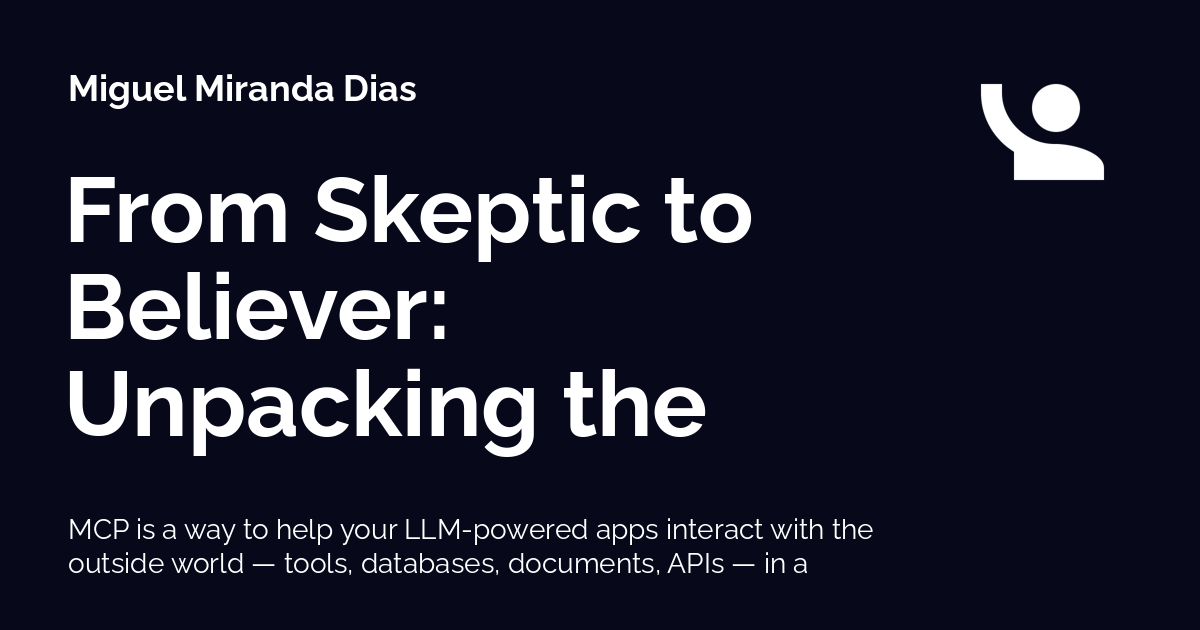 Miguel Miranda Dias
From Skeptic to
Believer:
Unpacking the
MCP is a way to help your LLM-powered apps interact with the
outside world — tools, databases, documents, APIs — in a